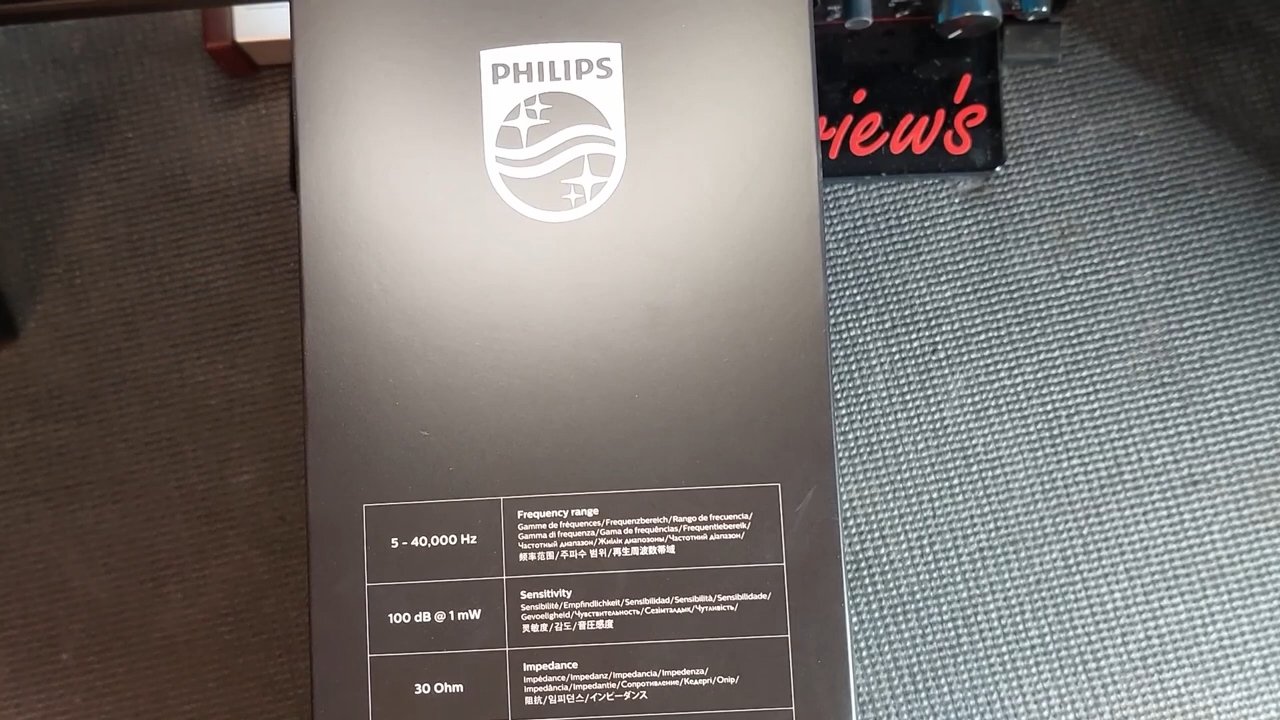 PHILIPS
view's
5 - 40,000 Hz
Frequency range
Gamme de fréquences/Frequenzbereich/Rango de frecuencia/
Gamma di frequenza/Gama de frequências/Frequentiebereik/
Частотный диапазон/Жиілік диапозоны/Частотний діапазон/
频率范围/주파수 범위/再生周波数帯域
100 dB @ 1 mW
Sensitivity
Sensibilité/Empfindlichkeit/Sensibilidad/Sensibilità/Sensibilidade/
Gevoeligheid/Чувствительность/Сезімталдық/Чутливість/
灵敏度/감도/音圧感度
30 Ohm
Impedance
Impédance/Impedanz/Impedancia/Impedenza/
Impedância/Impedantie/Сопротивление/Кедергі/Опір/
阻抗/임피던스/インピーダンス